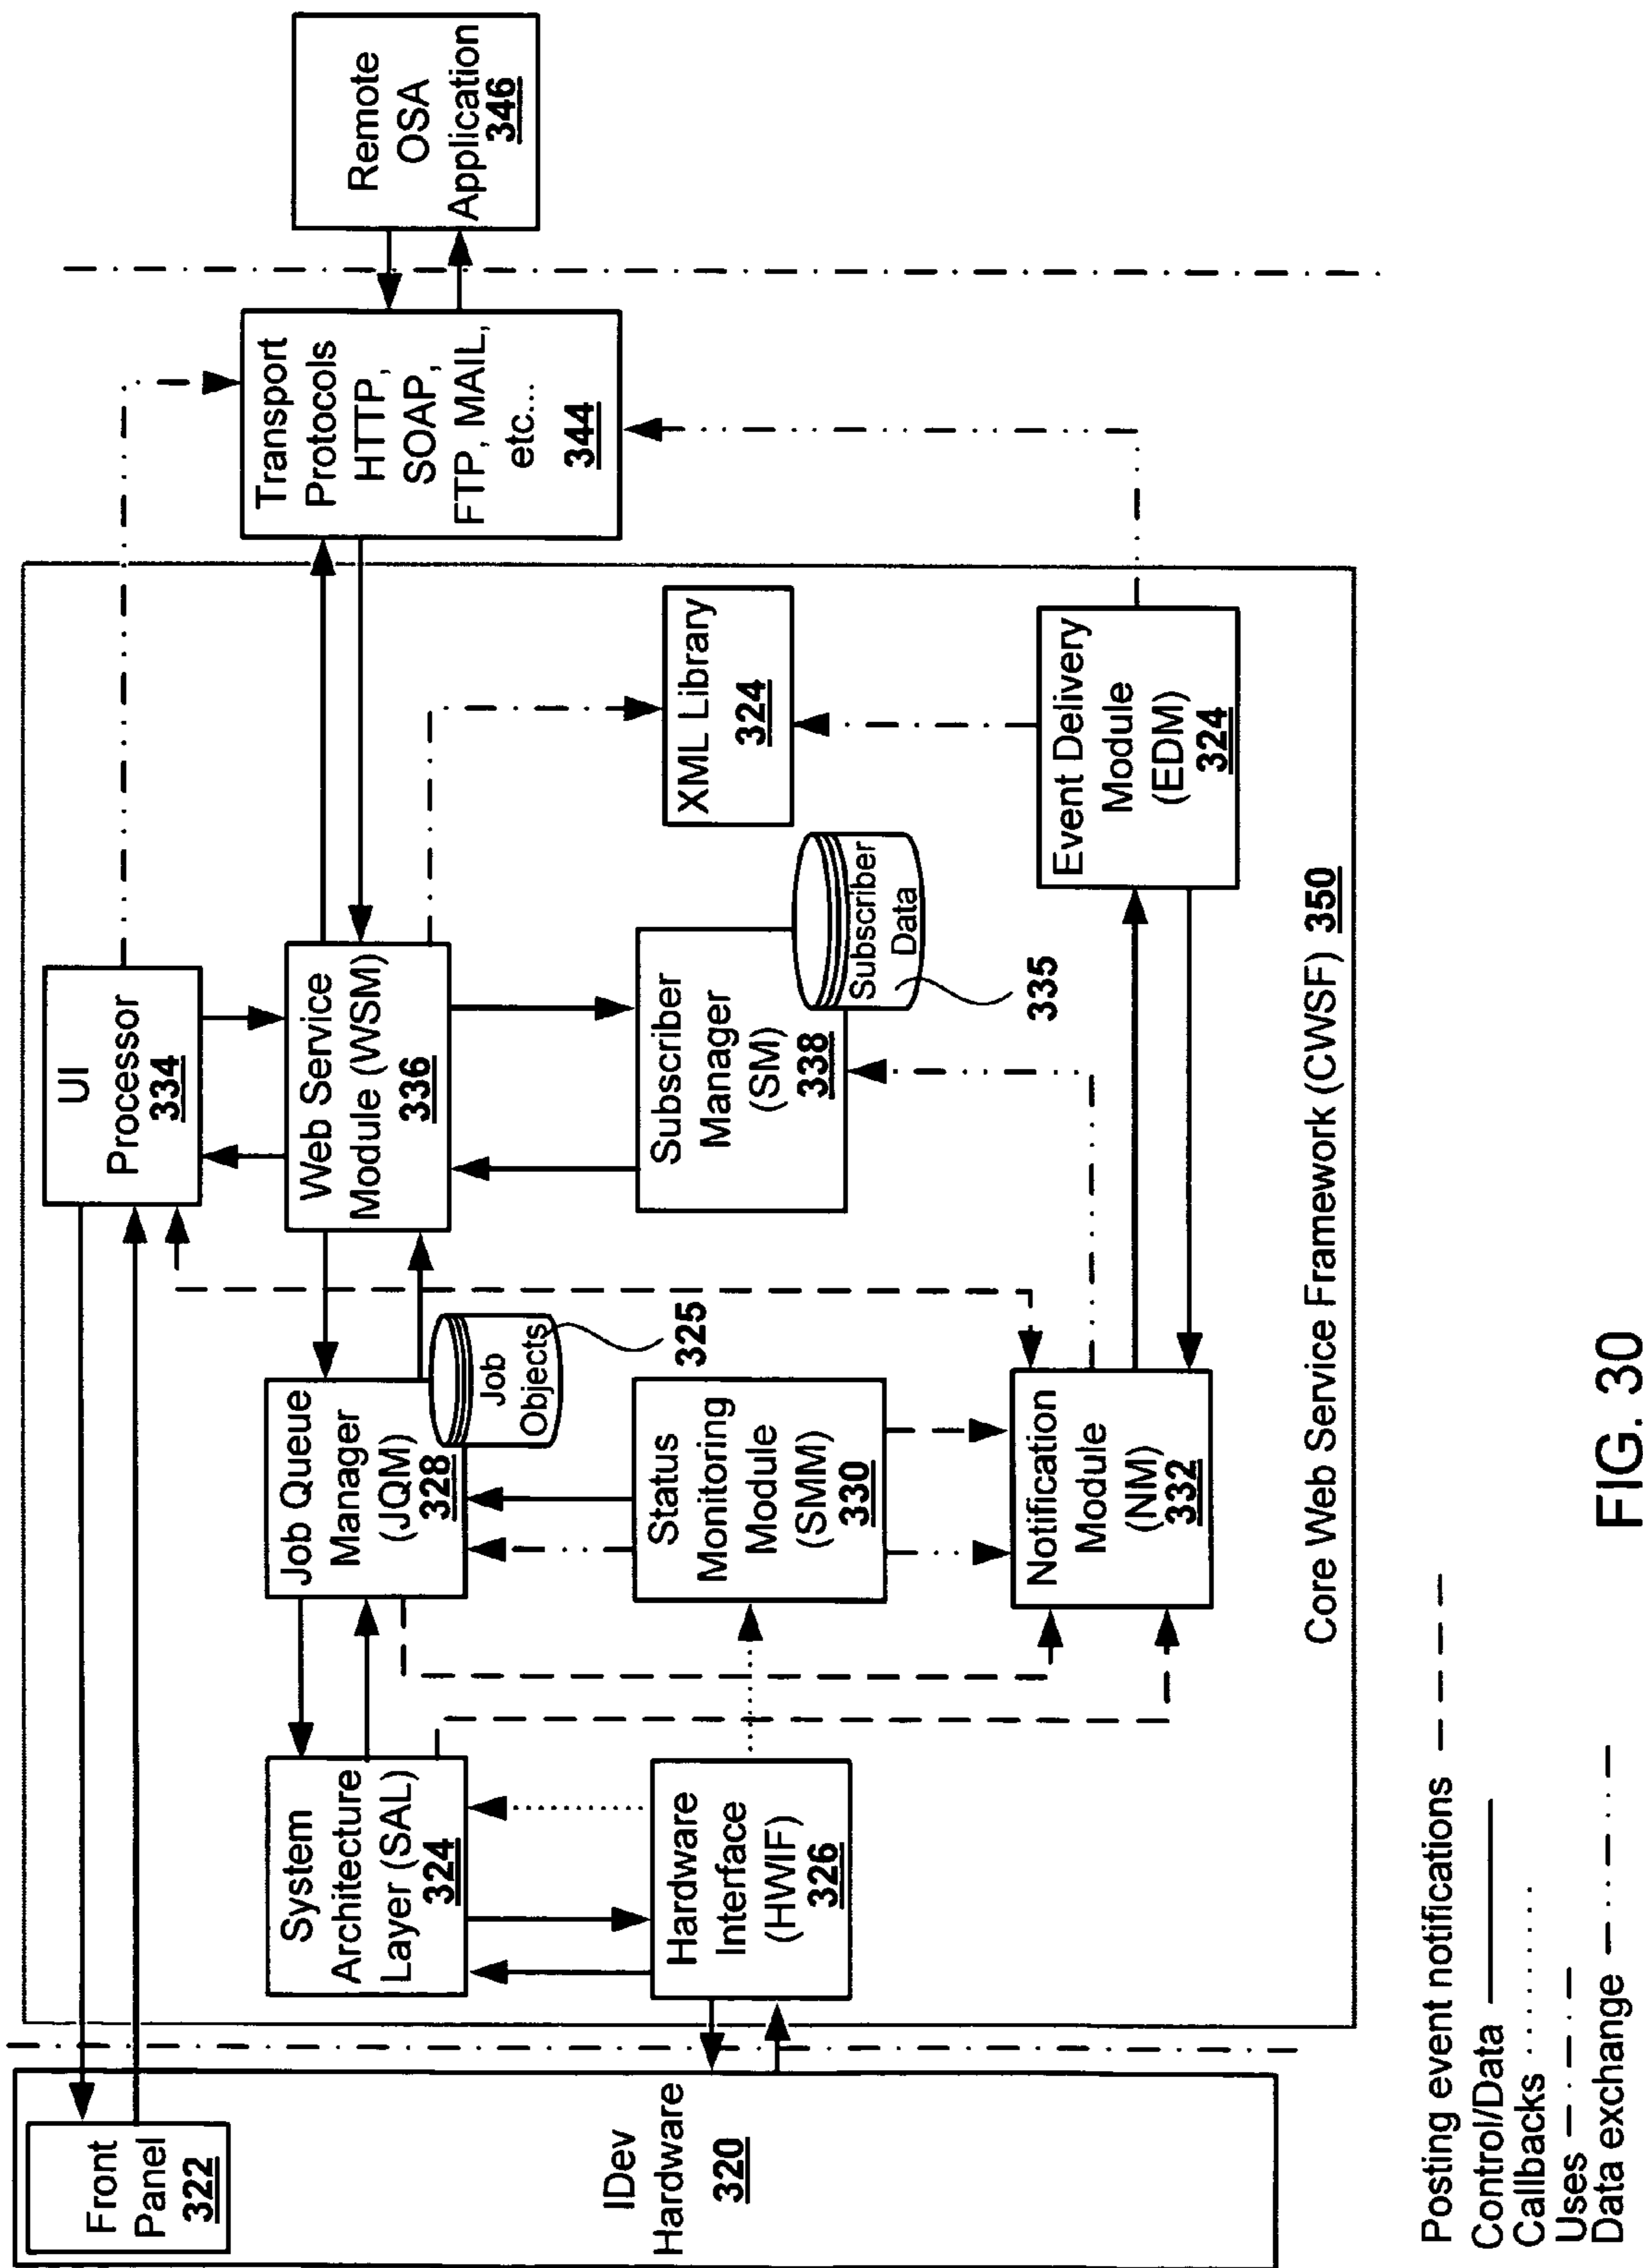 Front
Panel
322
IDev
Hardware
320
System
Architecture
Layer (SAL)
324
Hardware
Interface
(HWIF)
326
Job Queue
Manager
(JQM)
328
Job
Objects
325
Status
Monitoring
Module
(SMM)
330
Notification
Module
(NM)
332
UI
Processor
334
Web Service
Module (WSM)
336
Subscriber
Manager
(SM)
338
Subscriber
Data
335
XML Library
324
Event Delivery
Module
(EDM)
324
Transport
Protocols
HTTP,
SOAP,
FTP, MAIL,
etc...
344
Remote
OSA
Application
346
Core Web Service Framework (CWSF) 350
Posting event notifications
Control/Data
Callbacks
Uses
Data exchange
FIG. 30